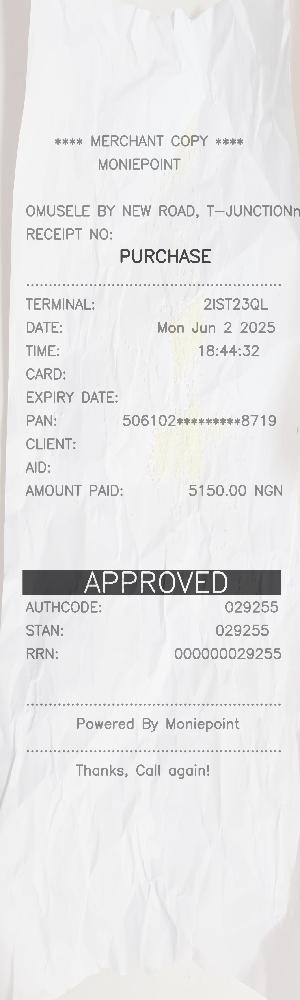 **** MERCHANT COPY ****
MONIEPOINT
OMUSELE BY NEW ROAD, T-JUNCTIONn
RECEIPT NO:
PURCHASE
TERMINAL: 2IST23QL
DATE: Mon Jun 2 2025
TIME: 18:44:32
CARD:
EXPIRY DATE:
PAN: 506102*********8719
CLIENT:
AID:
AMOUNT PAID: 5150.00 NGN
APPROVED
AUTHCODE: 029255
STAN: 029255
RRN: 000000029255
Powered By Moniepoint
Thanks, Call again!